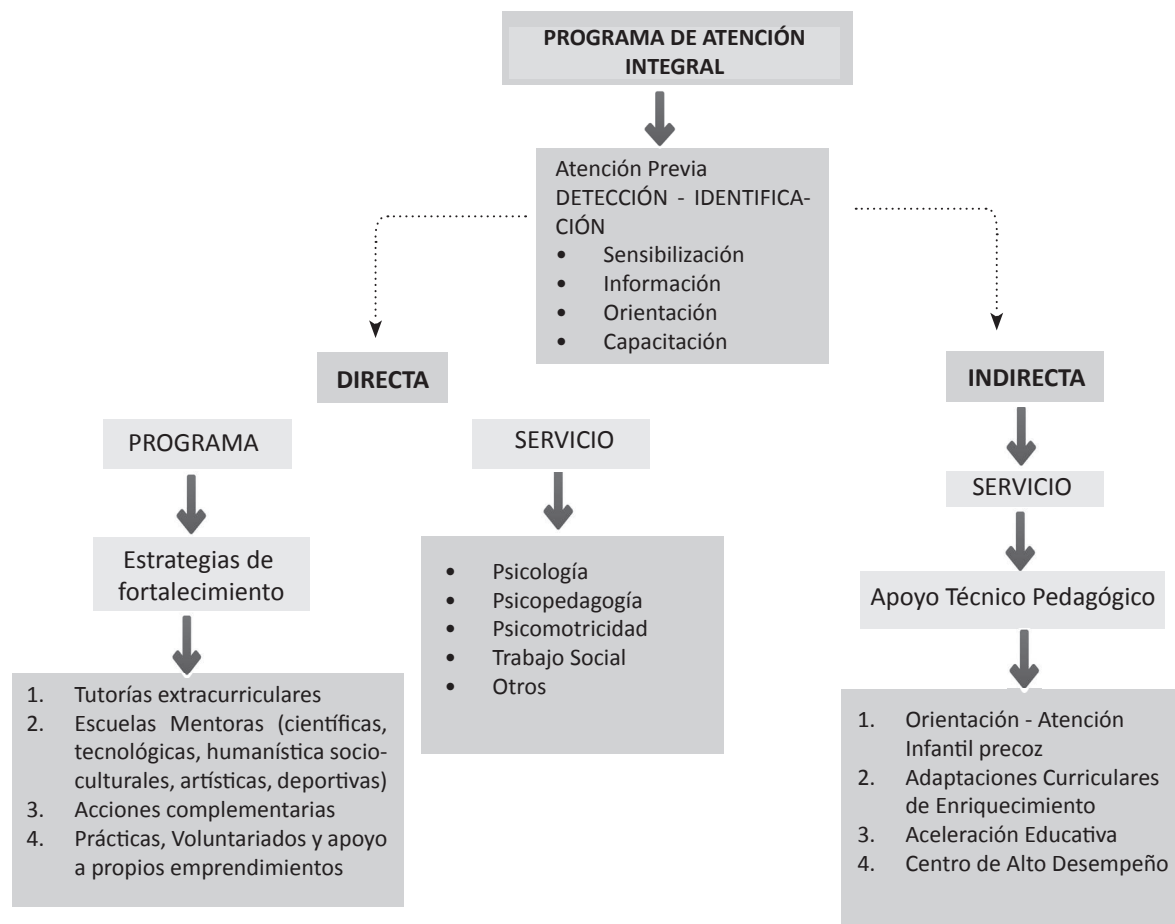 PROGRAMA DE ATENCIÓN
INTEGRAL
Atención Previa
DETECCIÓN - IDENTIFICA-
CIÓN
• Sensibilización
• Información
• Orientación
• Capacitación
DIRECTA
INDIRECTA
PROGRAMA
SERVICIO
SERVICIO
Estrategias de
fortalecimiento
• Psicología
• Psicopedagogía
• Psicomotricidad
• Trabajo Social
• Otros
Apoyo Técnico Pedagógico
1. Tutorías extracurriculares
2. Escuelas Mentoras (científicas,
tecnológicas, humanística socio-
culturales, artísticas, deportivas)
3. Acciones complementarias
4. Prácticas, Voluntariados y apoyo
a propios emprendimientos
1. Orientación - Atención
Infantil precoz
2. Adaptaciones Curriculares
de Enriquecimiento
3. Aceleración Educativa
4. Centro de Alto Desempeño